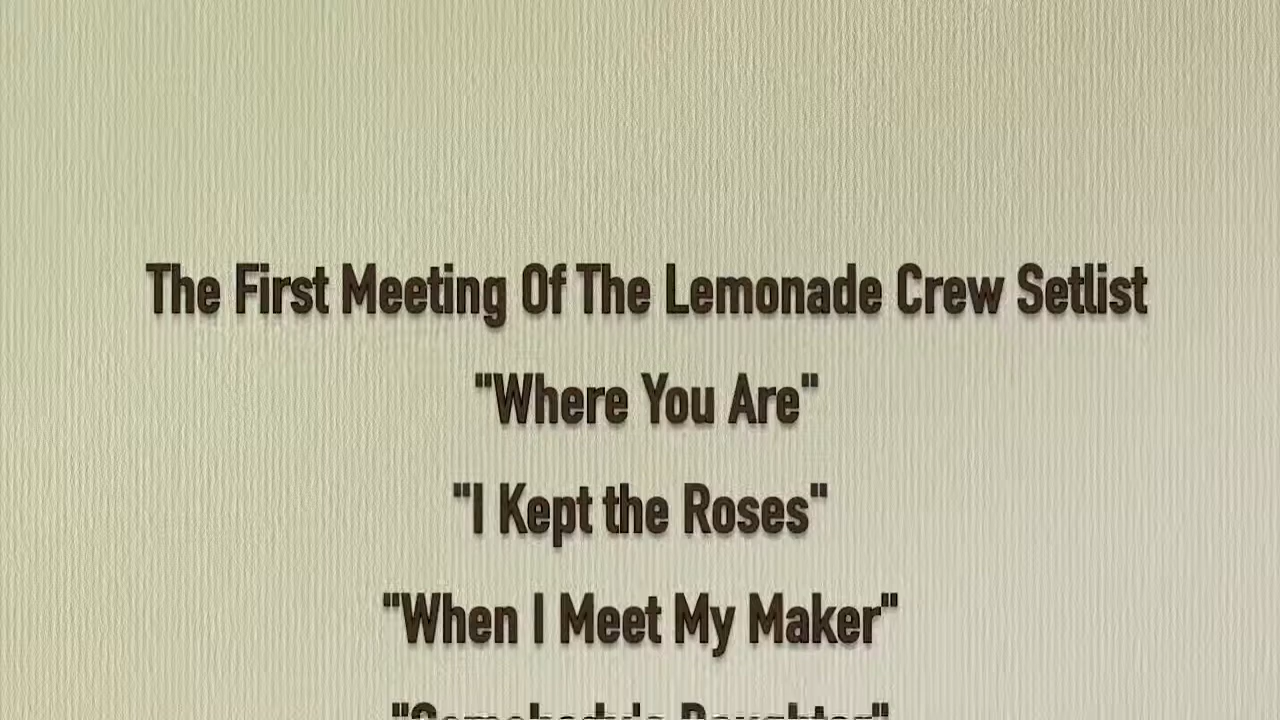 The First Meeting Of The Lemonade Crew Setlist
"Where You Are"
"I Kept the Roses"
"When I Meet My Maker"
"Somebody's Daughter"